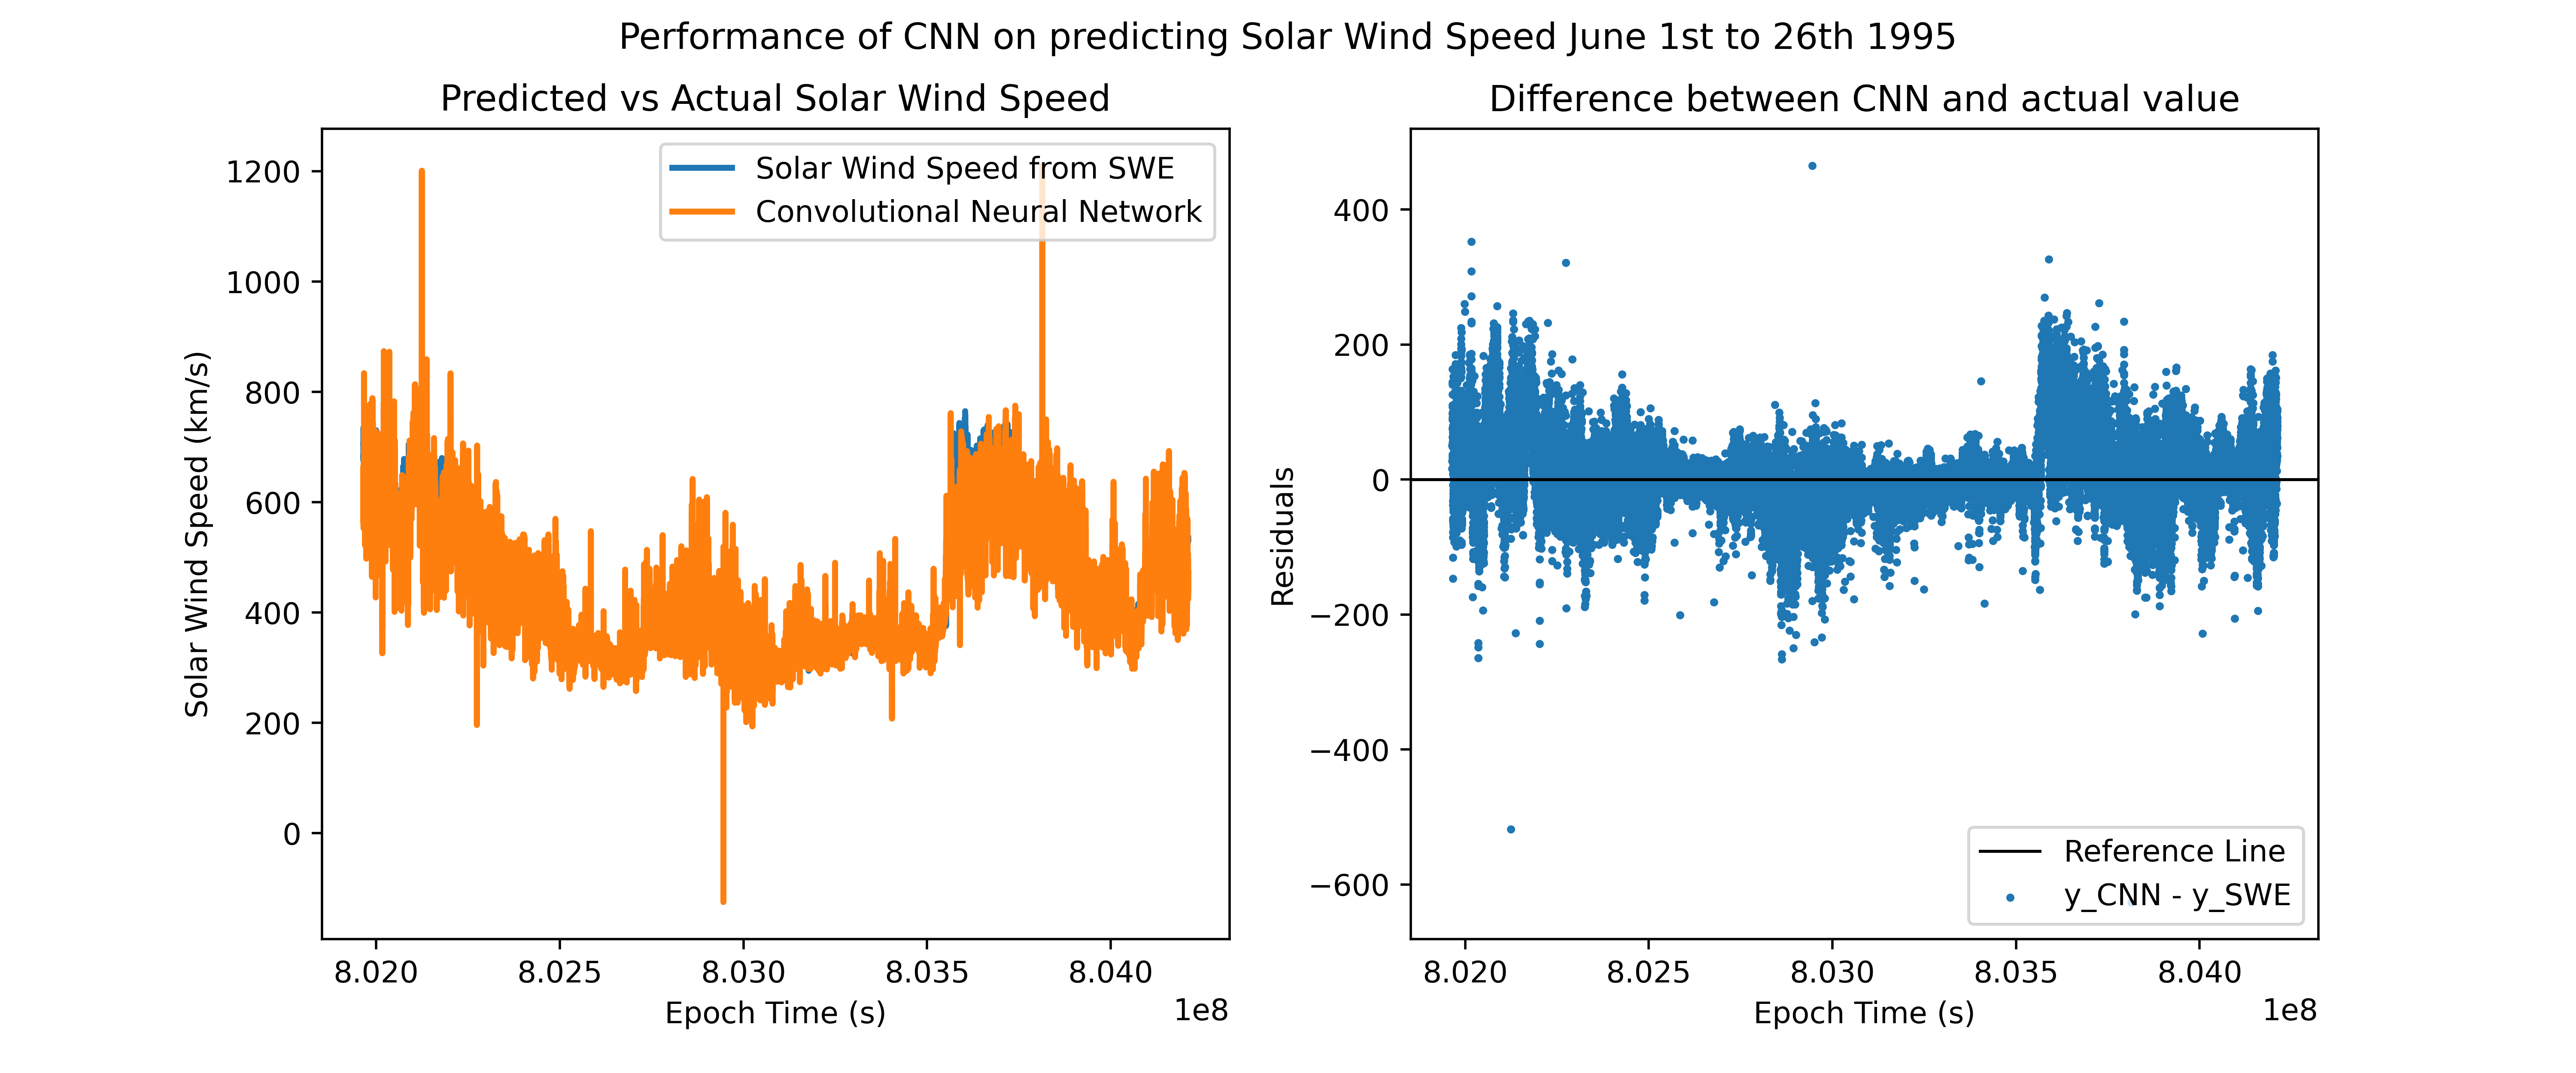 Performance of CNN on predicting Solar Wind Speed June 1st to 26th 1995
Predicted vs Actual Solar Wind Speed
Solar Wind Speed from SWE
Convolutional Neural Network
1200
1000
800
600
400
200
0
Solar Wind Speed (km/s)
8.020
8.025
8.030
8.035
8.040
1e8
Epoch Time (s)
Difference between CNN and actual value
400
200
0
−200
−400
−600
Residuals
Reference Line
y_CNN - y_SWE
8.020
8.025
8.030
8.035
8.040
1e8
Epoch Time (s)